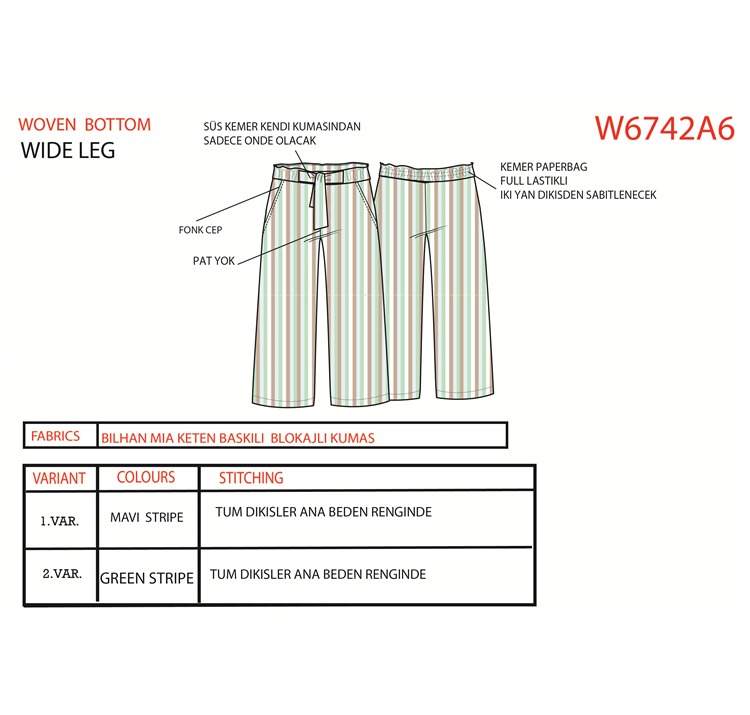 WOVEN BOTTOM
WIDE LEG
SÜS KEMER KENDI KUMASINDAN
SADECE ONDE OLACAK
W6742A6
KEMER PAPERBAG
FULL LASTIKLI
IKI YAN DIKISDEN SABITLENECEK
FONK CEP
PAT YOK
FABRICS BILHAN MIA KETEN BASKILI BLOKAJLI KUMAS
VARIANT COLOURS STITCHING
1.VAR. MAVI STRIPE TUM DIKISLER ANA BEDEN RENGINDE
2.VAR. GREEN STRIPE TUM DIKISLER ANA BEDEN RENGINDE